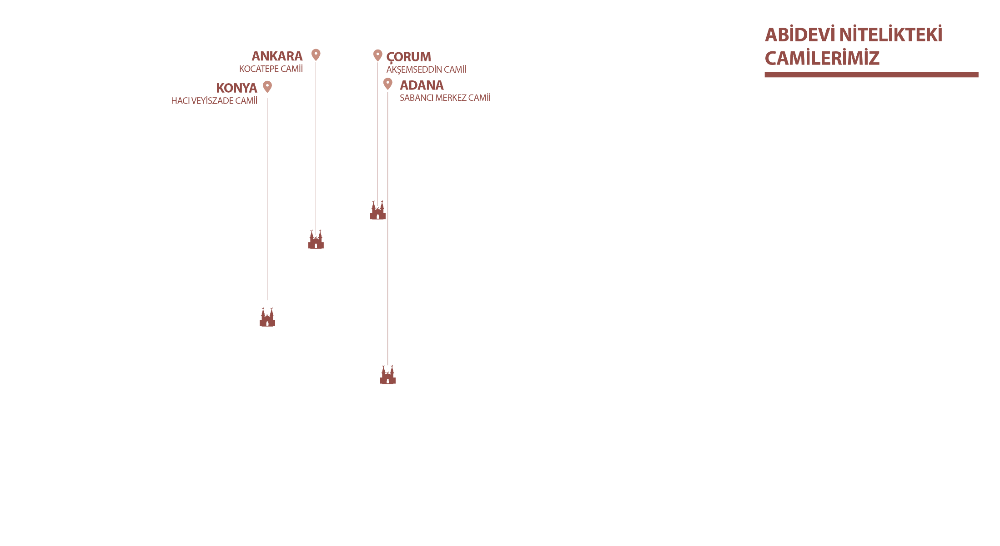 ABİDEVİ NİTELİKTEKİ
CAMİLERİMİZ
ANKARA
KOCATEPE CAMİİ
ÇORUM
AKŞEMSEDDİN CAMİİ
KONYA
HACI VEYİSZADE CAMİİ
ADANA
SABANCI MERKEZ CAMİİ